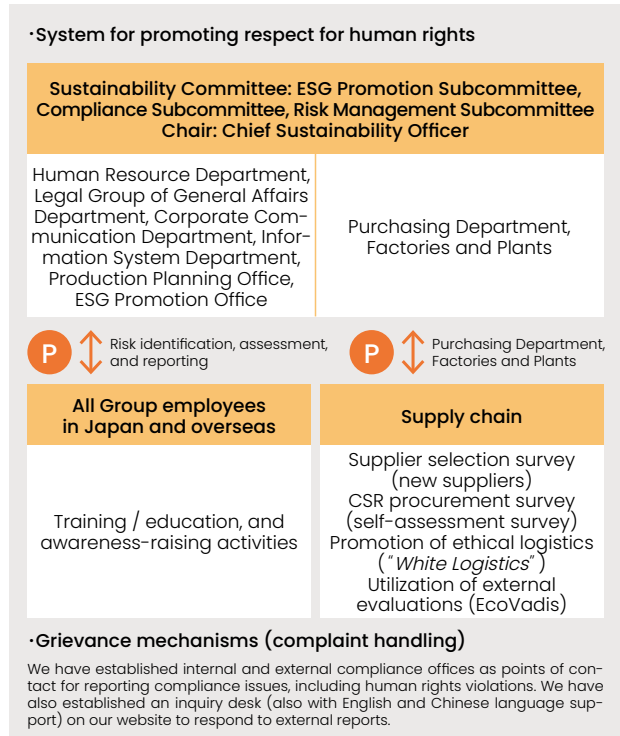 ·System for promoting respect for human rights
Sustainability Committee: ESG Promotion Subcommittee,
Compliance Subcommittee, Risk Management Subcommittee
Chair: Chief Sustainability Officer
Human Resource Department,
Legal Group of General Affairs
Department, Corporate Com-
munication Department, Infor-
mation System Department,
Production Planning Office,
ESG Promotion Office
Purchasing Department,
Factories and Plants
P
Risk identification, assessment,
and reporting
P
Purchasing Department,
Factories and Plants
All Group employees
in Japan and overseas
Training / education, and
awareness-raising activities
Supply chain
Supplier selection survey
(new suppliers)
CSR procurement survey
(self-assessment survey)
Promotion of ethical logistics
("White Logistics")
Utilization of external
evaluations (EcoVadis)
·Grievance mechanisms (complaint handling)
We have established internal and external compliance offices as points of con-
tact for reporting compliance issues, including human rights violations. We have
also established an inquiry desk (also with English and Chinese language sup-
port) on our website to respond to external reports.